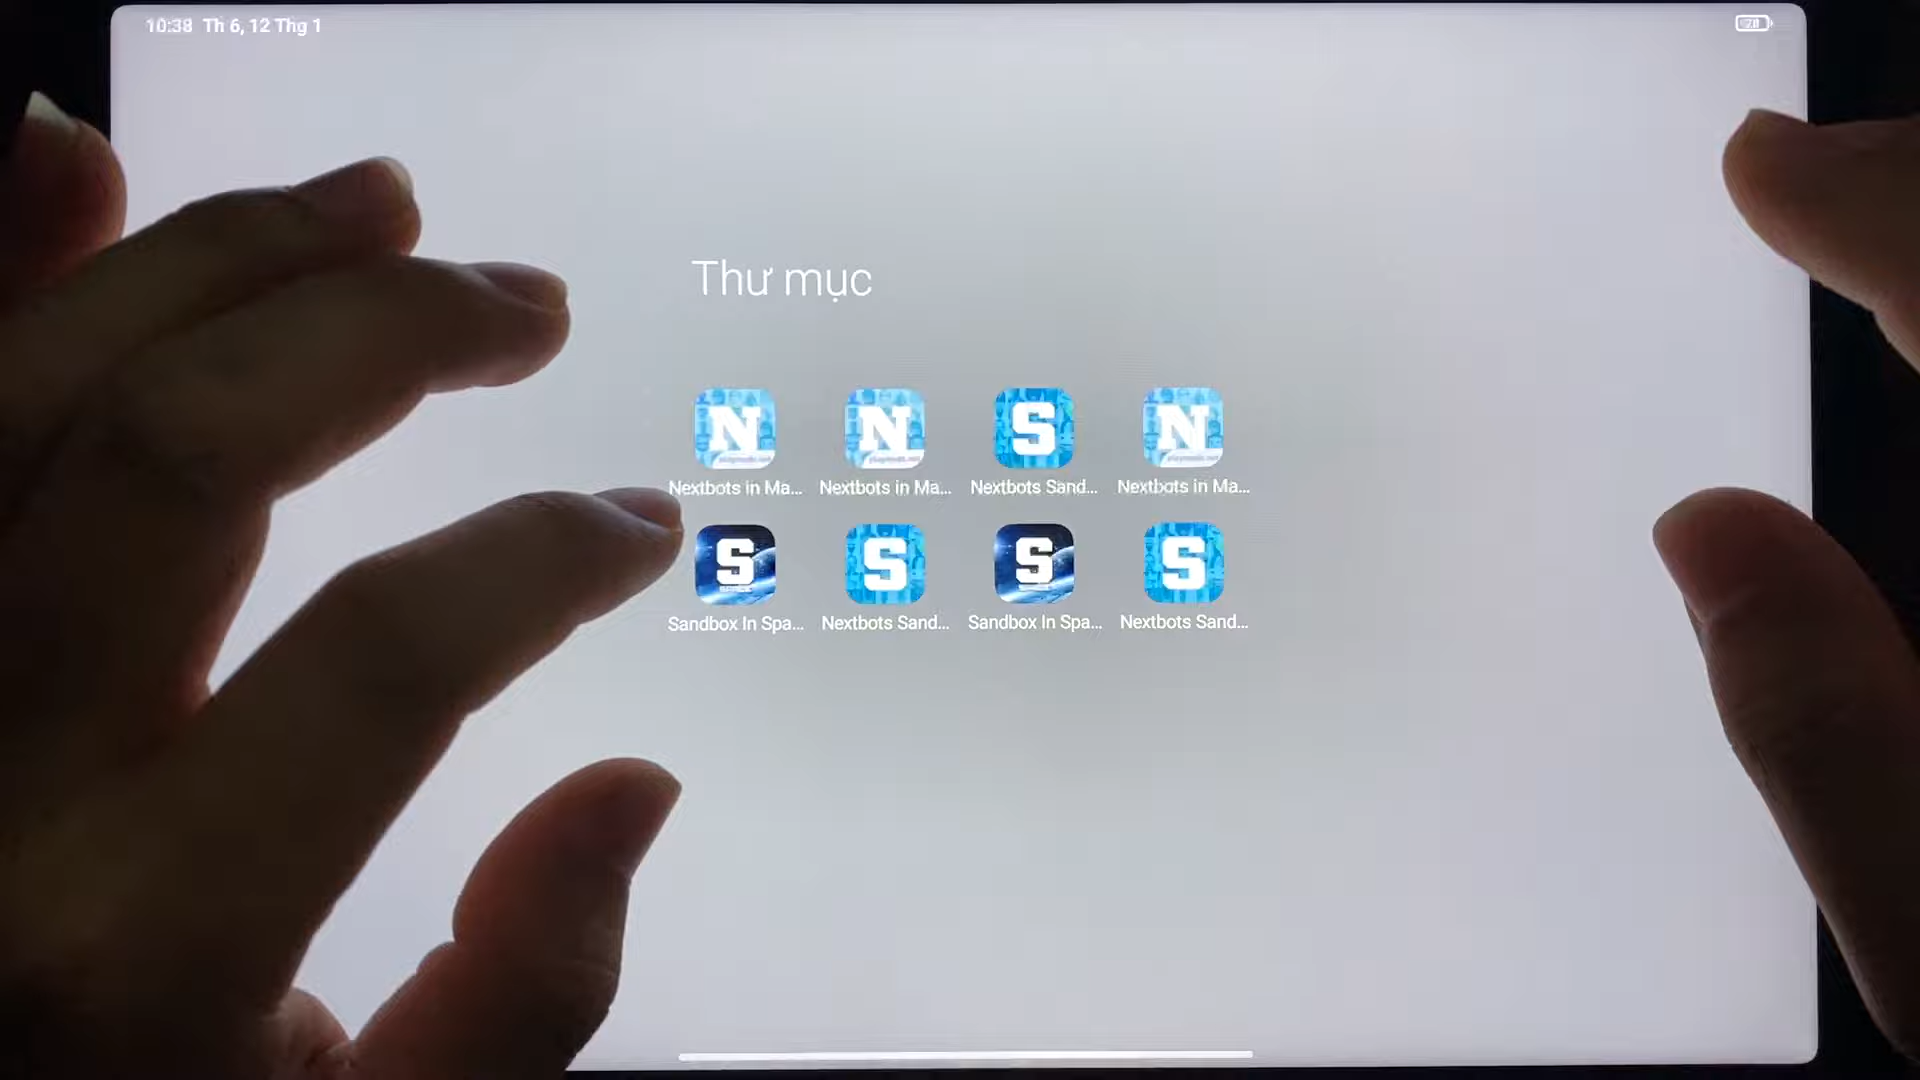 10:38 Th 6, 12 Thg 1
Thư mục
N
N
S
N
Nextbots in Ma...
Nextbots in Ma...
Nextbots Sand...
Nextbots in Ma...
S
S
S
S
Sandbox In Spa...
Nextbots Sand...
Sandbox In Spa...
Nextbots Sand...